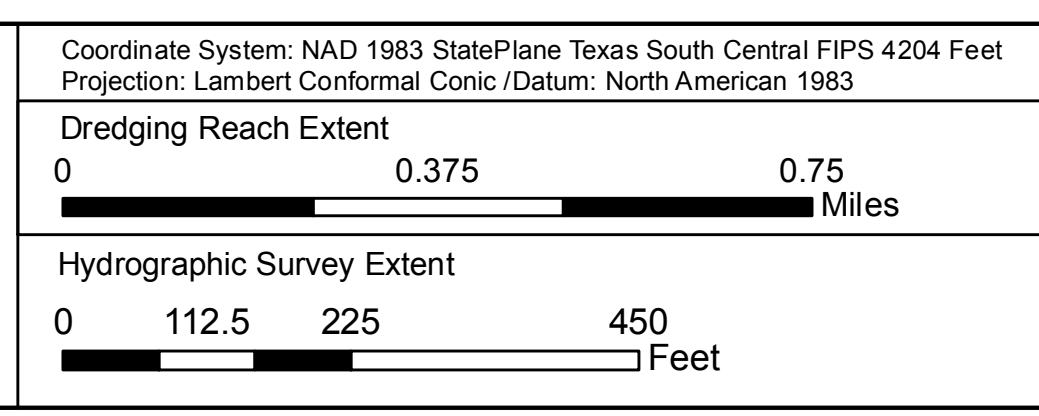 Coordinate System: NAD 1983 StatePlane Texas South Central FIPS 4204 Feet
Projection: Lambert Conformal Conic /Datum: North American 1983
Dredging Reach Extent
0 0.375 0.75
Miles
Hydrographic Survey Extent
0 112.5 225 450
Feet